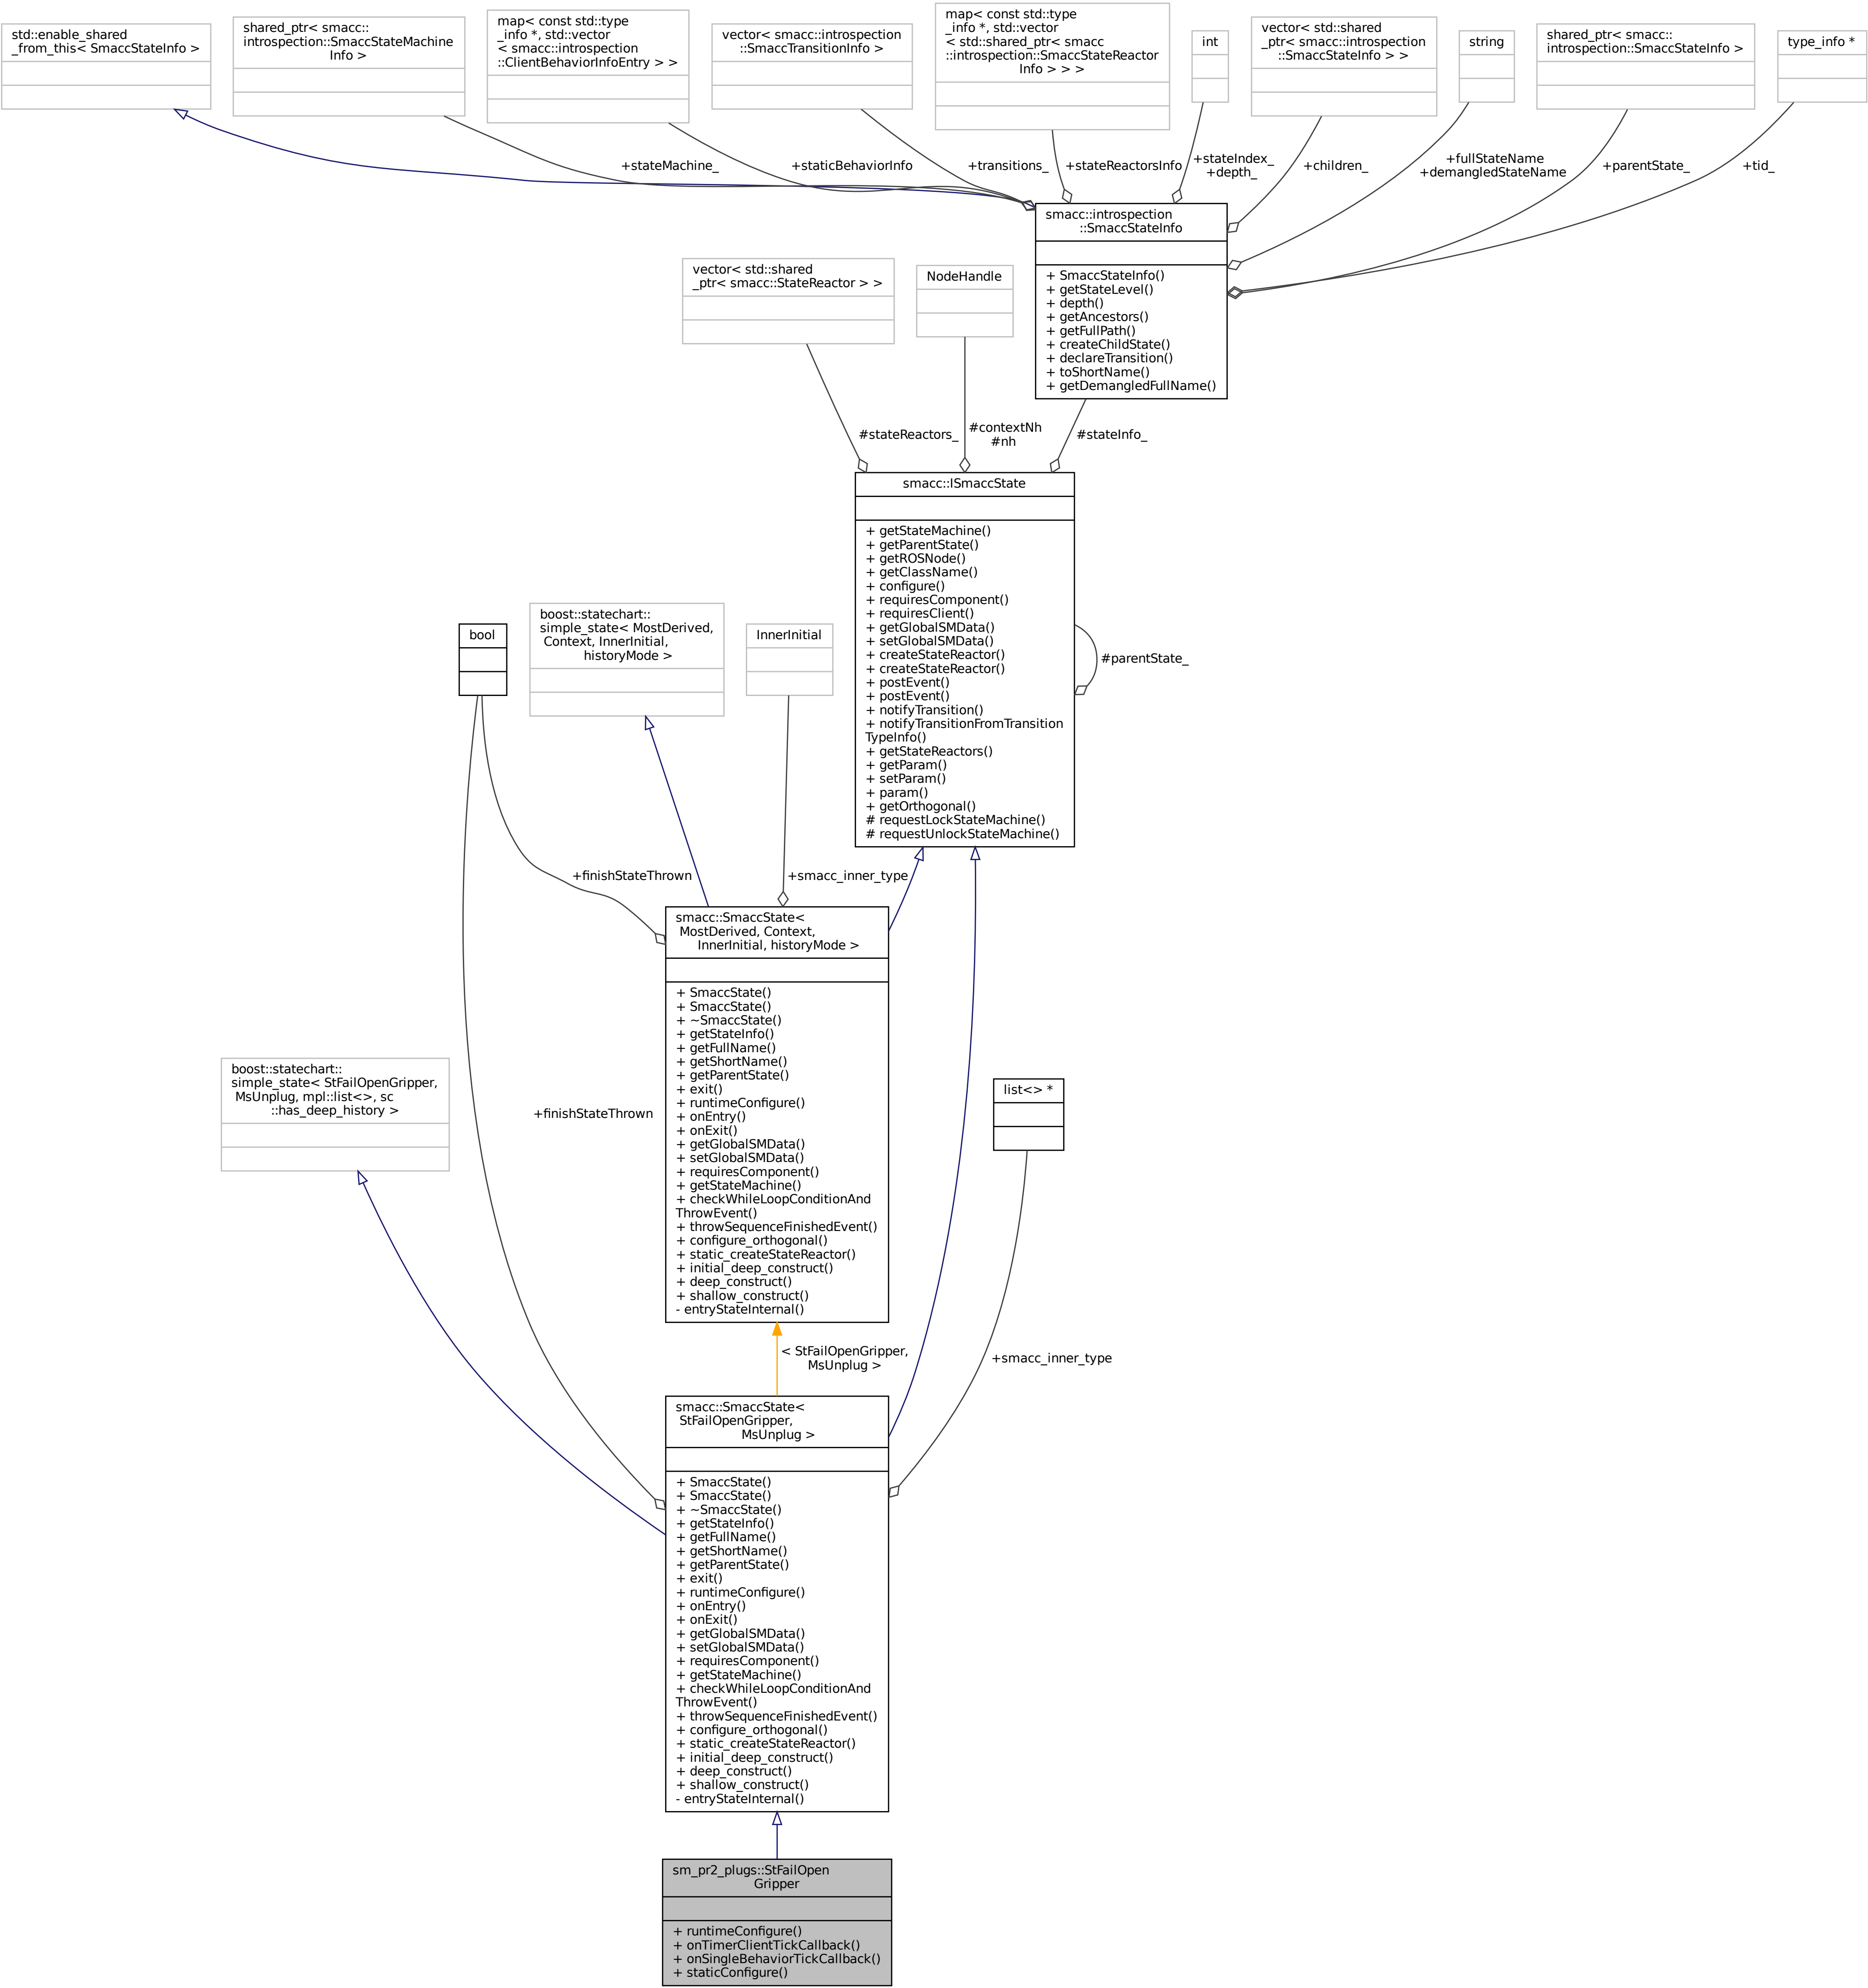 std::enable_shared
_from_this< SmaccStateInfo >
shared_ptr< smacc::
introspection::SmaccStateMachine
Info >
map< const std::type
_info *, std::vector
< smacc::introspection
::ClientBehaviorInfoEntry > >
vector< smacc::introspection
::SmaccTransitionInfo >
map< const std::type
_info *, std::vector
< std::shared_ptr< smacc
::introspection::SmaccStateReactor
Info > > >
int
vector< std::shared
_ptr< smacc::introspection
::SmaccStateInfo > >
string
shared_ptr< smacc::
introspection::SmaccStateInfo >
type_info *
+stateMachine_
+staticBehaviorInfo
+transitions_
+stateReactorsInfo
+stateIndex_
+depth_
+children_
+fullStateName
+demangledStateName
+parentState_
+tid_
smacc::introspection
::SmaccStateInfo
+ SmaccStateInfo()
+ getStateLevel()
+ depth()
+ getAncestors()
+ getFullPath()
+ createChildState()
+ declareTransition()
+ toShortName()
+ getDemangledFullName()
vector< std::shared
_ptr< smacc::StateReactor > >
NodeHandle
#stateReactors_
#contextNh
#nh
#stateInfo_
smacc::ISmaccState
+ getStateMachine()
+ getParentState()
+ getROSNode()
+ getClassName()
+ configure()
+ requiresComponent()
+ requiresClient()
+ getGlobalSMData()
+ setGlobalSMData()
+ createStateReactor()
+ createStateReactor()
+ postEvent()
+ postEvent()
+ notifyTransition()
+ notifyTransitionFromTransition
TypeInfo()
+ getStateReactors()
+ getParam()
+ setParam()
+ param()
+ getOrthogonal()
# requestLockStateMachine()
# requestUnlockStateMachine()
#parentState_
bool
boost::statechart::
simple_state< MostDerived,
Context, InnerInitial,
historyMode >
InnerInitial
+finishStateThrown
+smacc_inner_type
smacc::SmaccState<
MostDerived, Context,
InnerInitial, historyMode >
+ SmaccState()
+ SmaccState()
+ ~SmaccState()
+ getStateInfo()
+ getFullName()
+ getShortName()
+ getParentState()
+ exit()
+ runtimeConfigure()
+ onEntry()
+ onExit()
+ getGlobalSMData()
+ setGlobalSMData()
+ requiresComponent()
+ getStateMachine()
+ checkWhileLoopConditionAnd
ThrowEvent()
+ throwSequenceFinishedEvent()
+ configure_orthogonal()
+ static_createStateReactor()
+ initial_deep_construct()
+ deep_construct()
+ shallow_construct()
- entryStateInternal()
boost::statechart::
simple_state< StFailOpenGripper,
MsUnplug, mpl::list<>, sc
::has_deep_history >
+finishStateThrown
list<> *
< StFailOpenGripper,
MsUnplug >
+smacc_inner_type
smacc::SmaccState<
StFailOpenGripper,
MsUnplug >
+ SmaccState()
+ SmaccState()
+ ~SmaccState()
+ getStateInfo()
+ getFullName()
+ getShortName()
+ getParentState()
+ exit()
+ runtimeConfigure()
+ onEntry()
+ onExit()
+ getGlobalSMData()
+ setGlobalSMData()
+ requiresComponent()
+ getStateMachine()
+ checkWhileLoopConditionAnd
ThrowEvent()
+ throwSequenceFinishedEvent()
+ configure_orthogonal()
+ static_createStateReactor()
+ initial_deep_construct()
+ deep_construct()
+ shallow_construct()
- entryStateInternal()
sm_pr2_plugs::StFailOpen
Gripper
+ runtimeConfigure()
+ onTimerClientTickCallback()
+ onSingleBehaviorTickCallback()
+ staticConfigure()